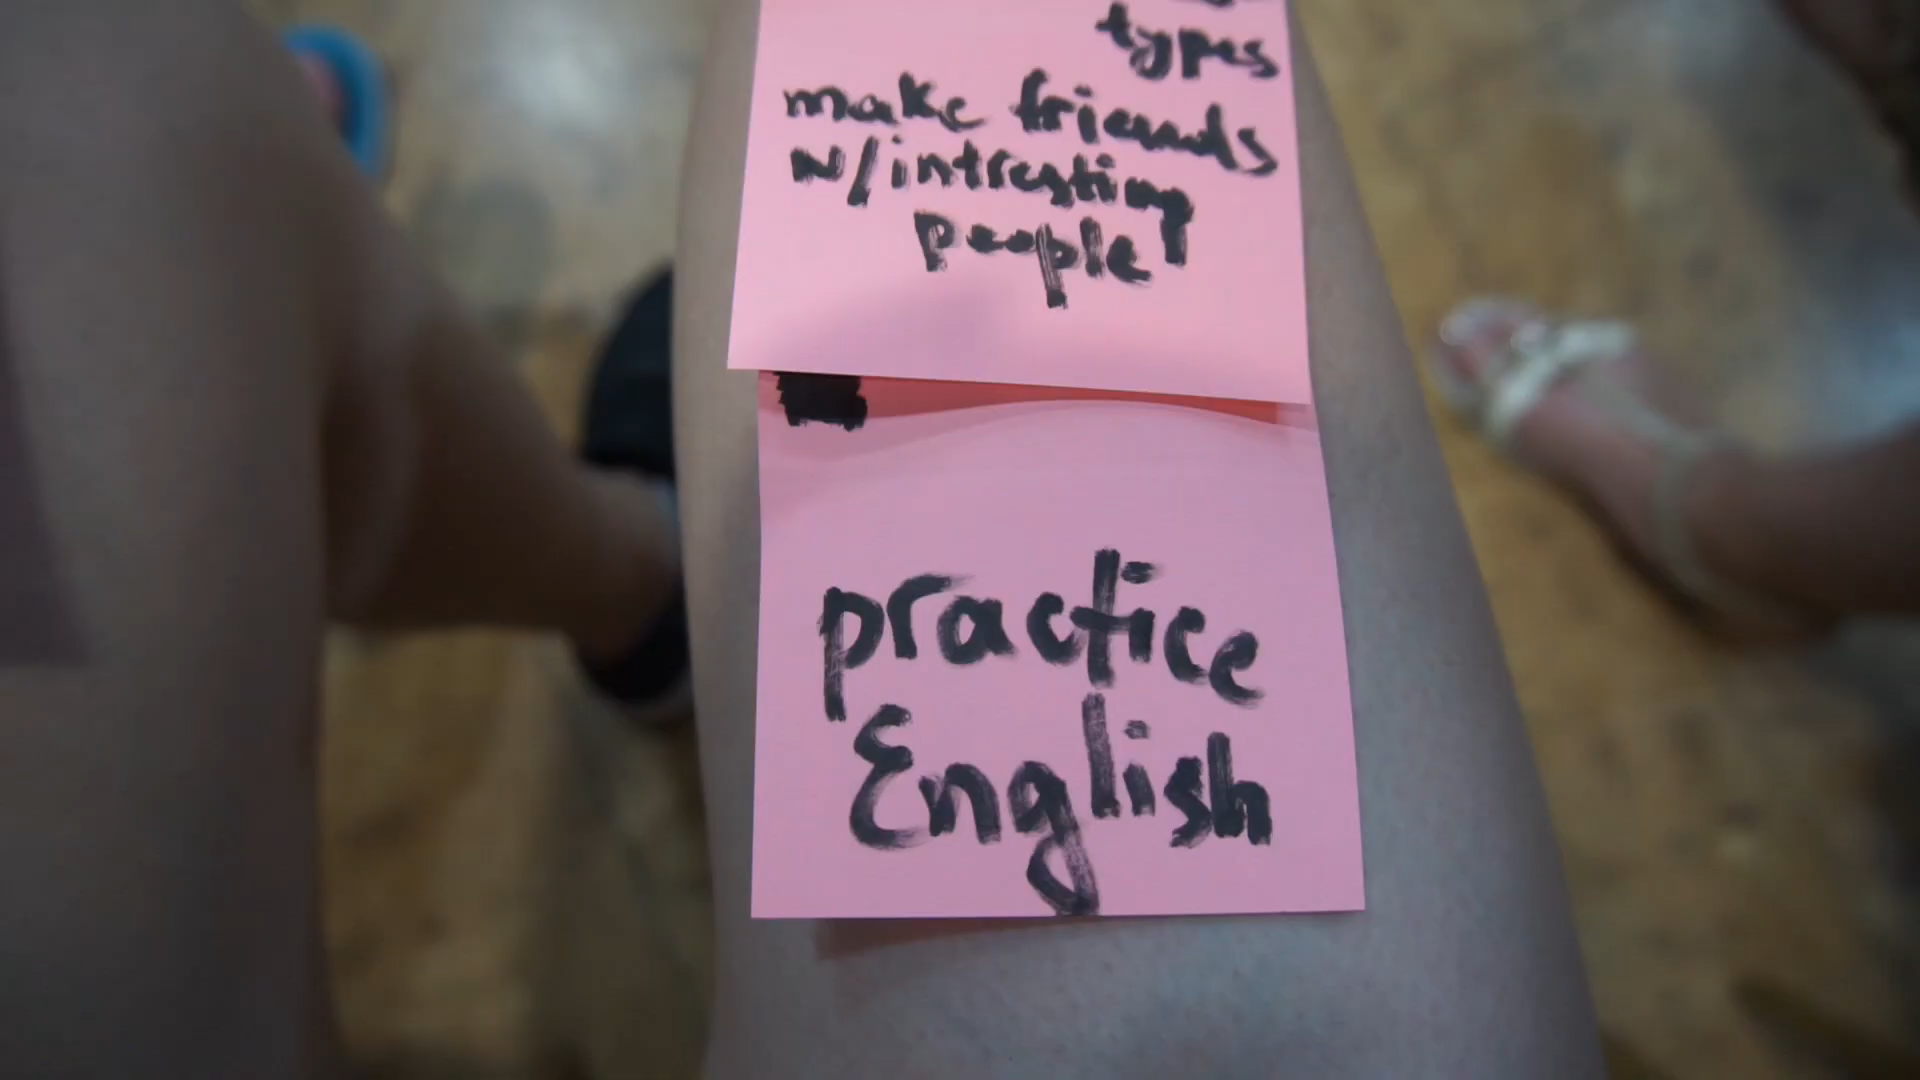 types
make friends
w/intresting
people
practice
English